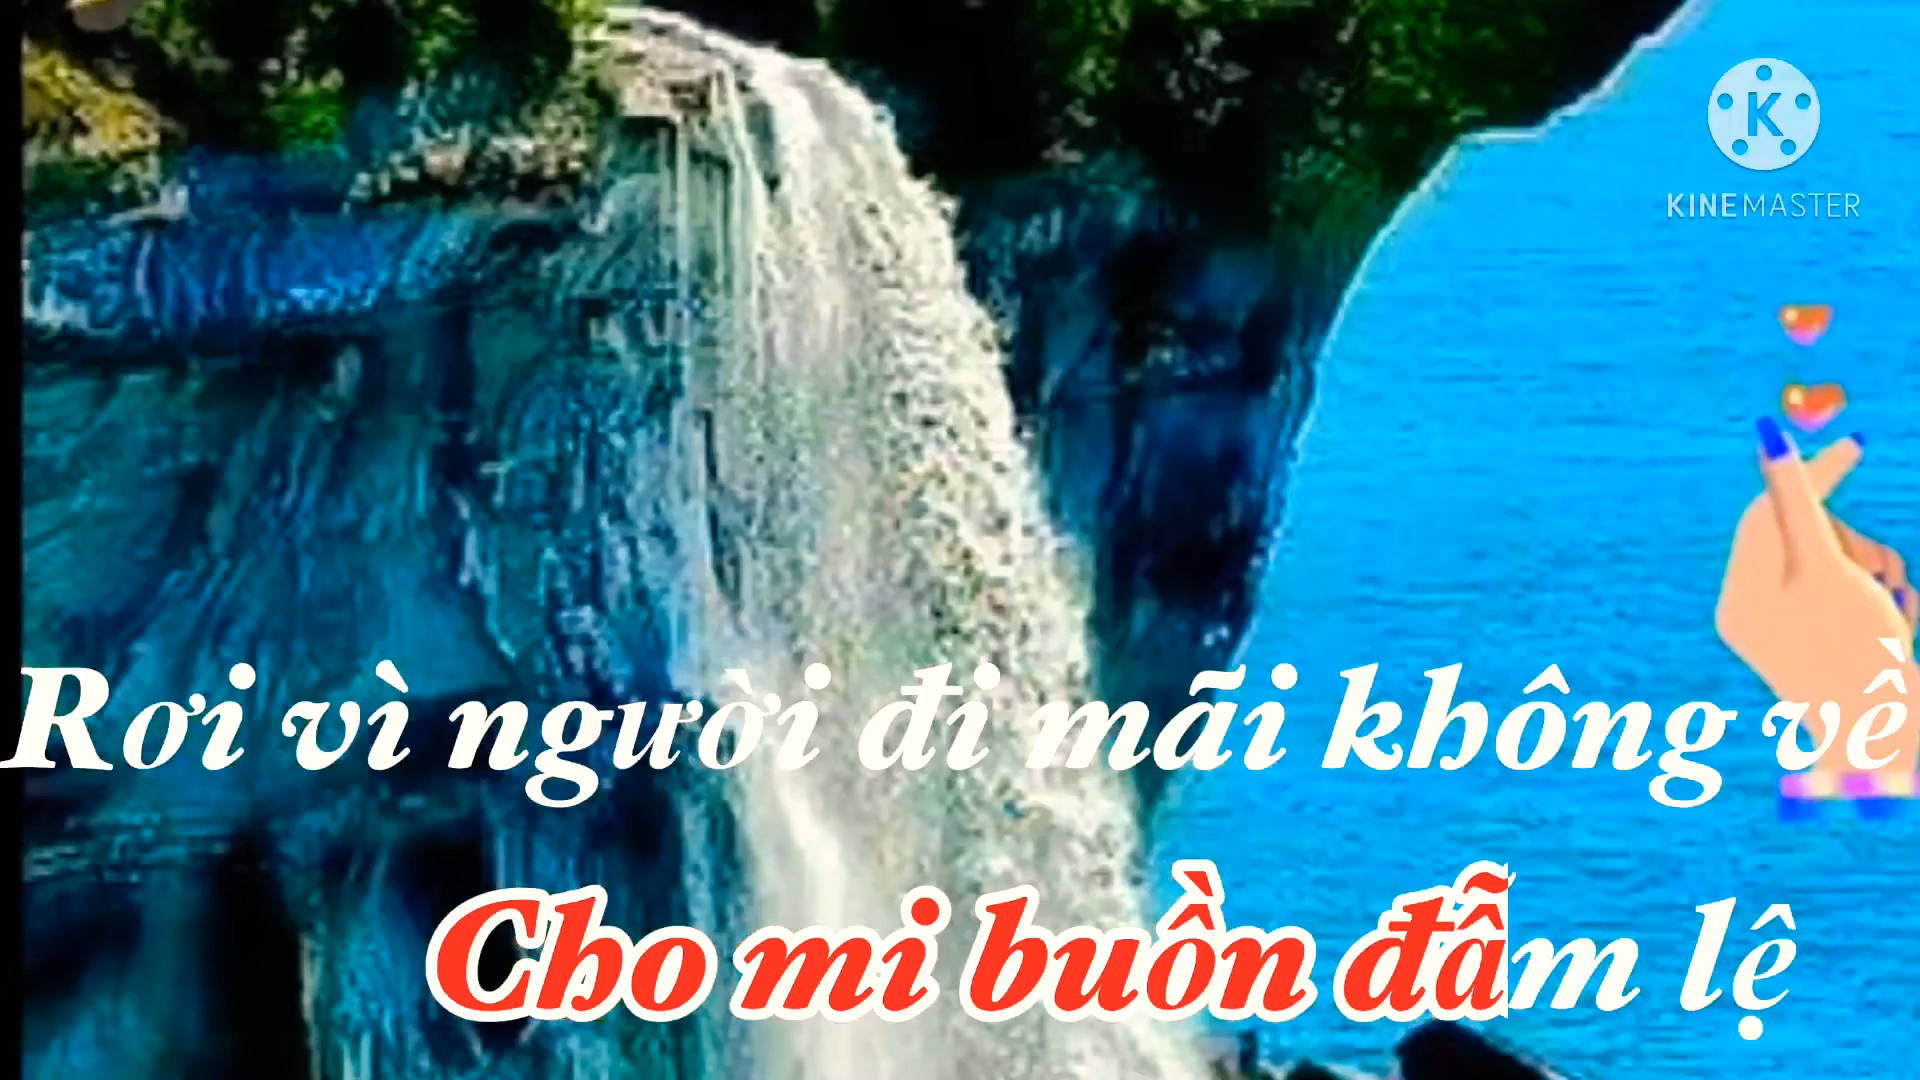 K
KINEMASTER
Rơi vì người đi mãi không về
Cho mi buồn đẫm lệ